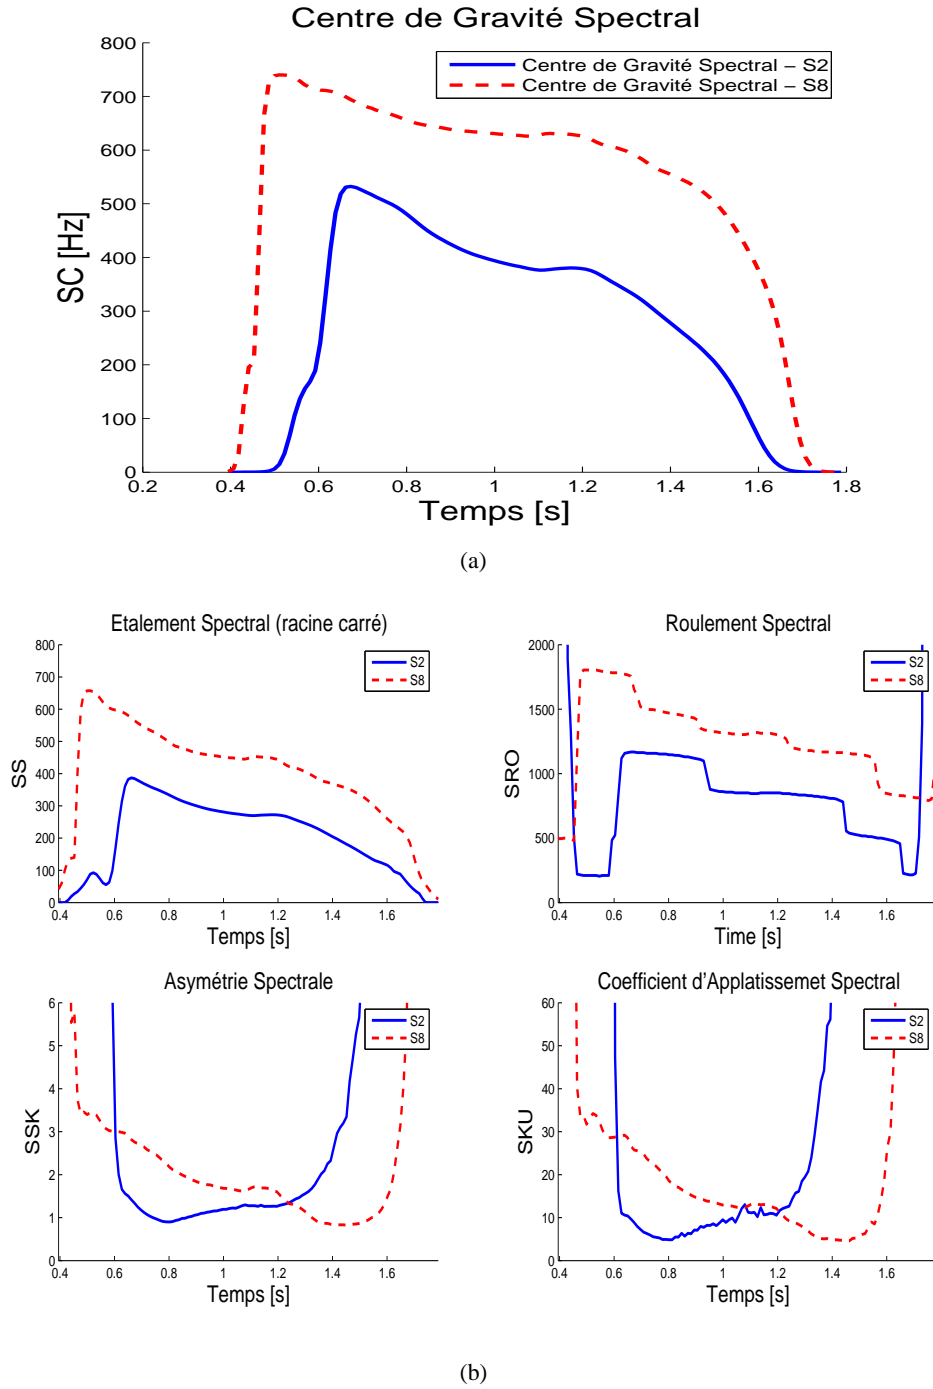 Centre de Gravité Spectral
Centre de Gravité Spectral – S2
Centre de Gravité Spectral – S8
SC [Hz]
800
700
600
500
400
300
200
100
0
0.2 0.4 0.6 0.8 1 1.2 1.4 1.6 1.8
Temps [s]
(a)
Etalement Spectral (racine carré)
S2
S8
SS
800
700
600
500
400
300
200
100
0
0.4 0.6 0.8 1 1.2 1.4 1.6
Temps [s]
Roulement Spectral
S2
S8
SRO
2000
1500
1000
500
0
0.4 0.6 0.8 1 1.2 1.4 1.6
Time [s]
Asymétrie Spectrale
S2
S8
SSK
6
5
4
3
2
1
0
0.4 0.6 0.8 1 1.2 1.4 1.6
Temps [s]
Coefficient d'Applatissemet Spectral
S2
S8
SKU
60
50
40
30
20
10
0
0.4 0.6 0.8 1 1.2 1.4 1.6
Temps [s]
(b)